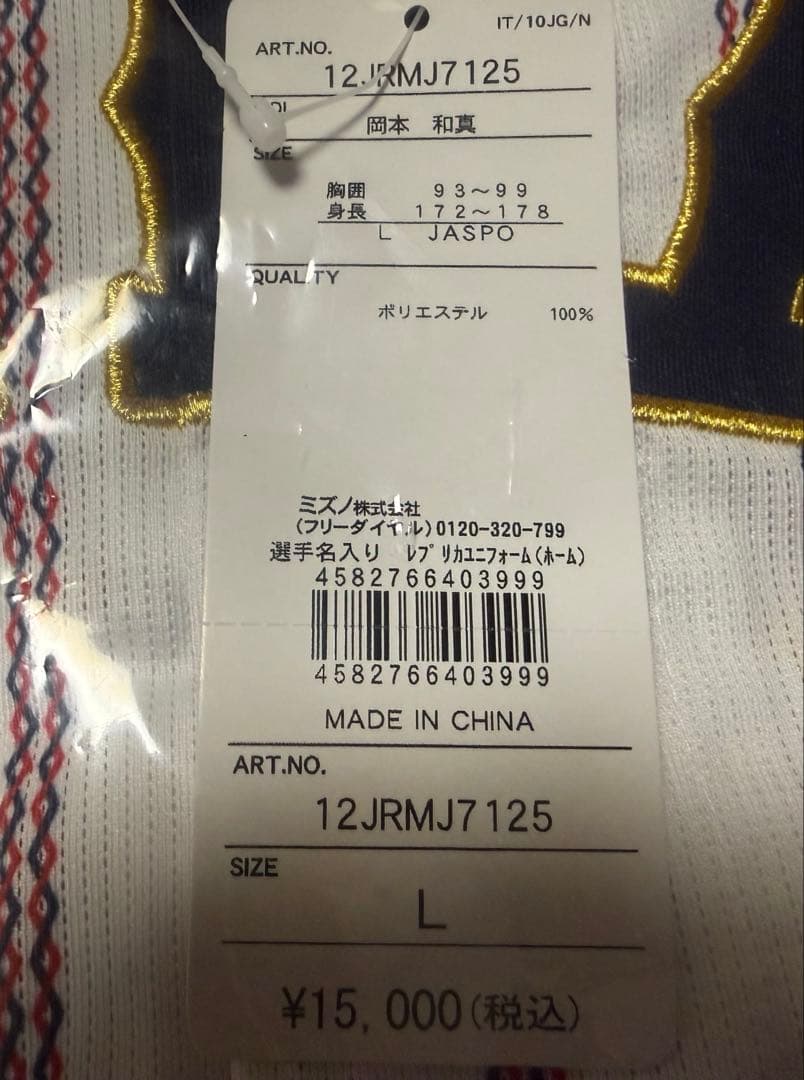 IT/10JG/N
ART.NO.
12JRMJ7125
岡本 和真
SIZE
胸囲 93～99
身長 172～178
L JASPO
QUALITY
ポリエステル 100%
ミズノ株式会社
(フリーダイヤル)0120-320-799
選手名入り レプリカユニフォーム(ホーム)
4582766403999
4582766403999
MADE IN CHINA
ART.NO.
12JRMJ7125
SIZE
L
¥15,000(税込)